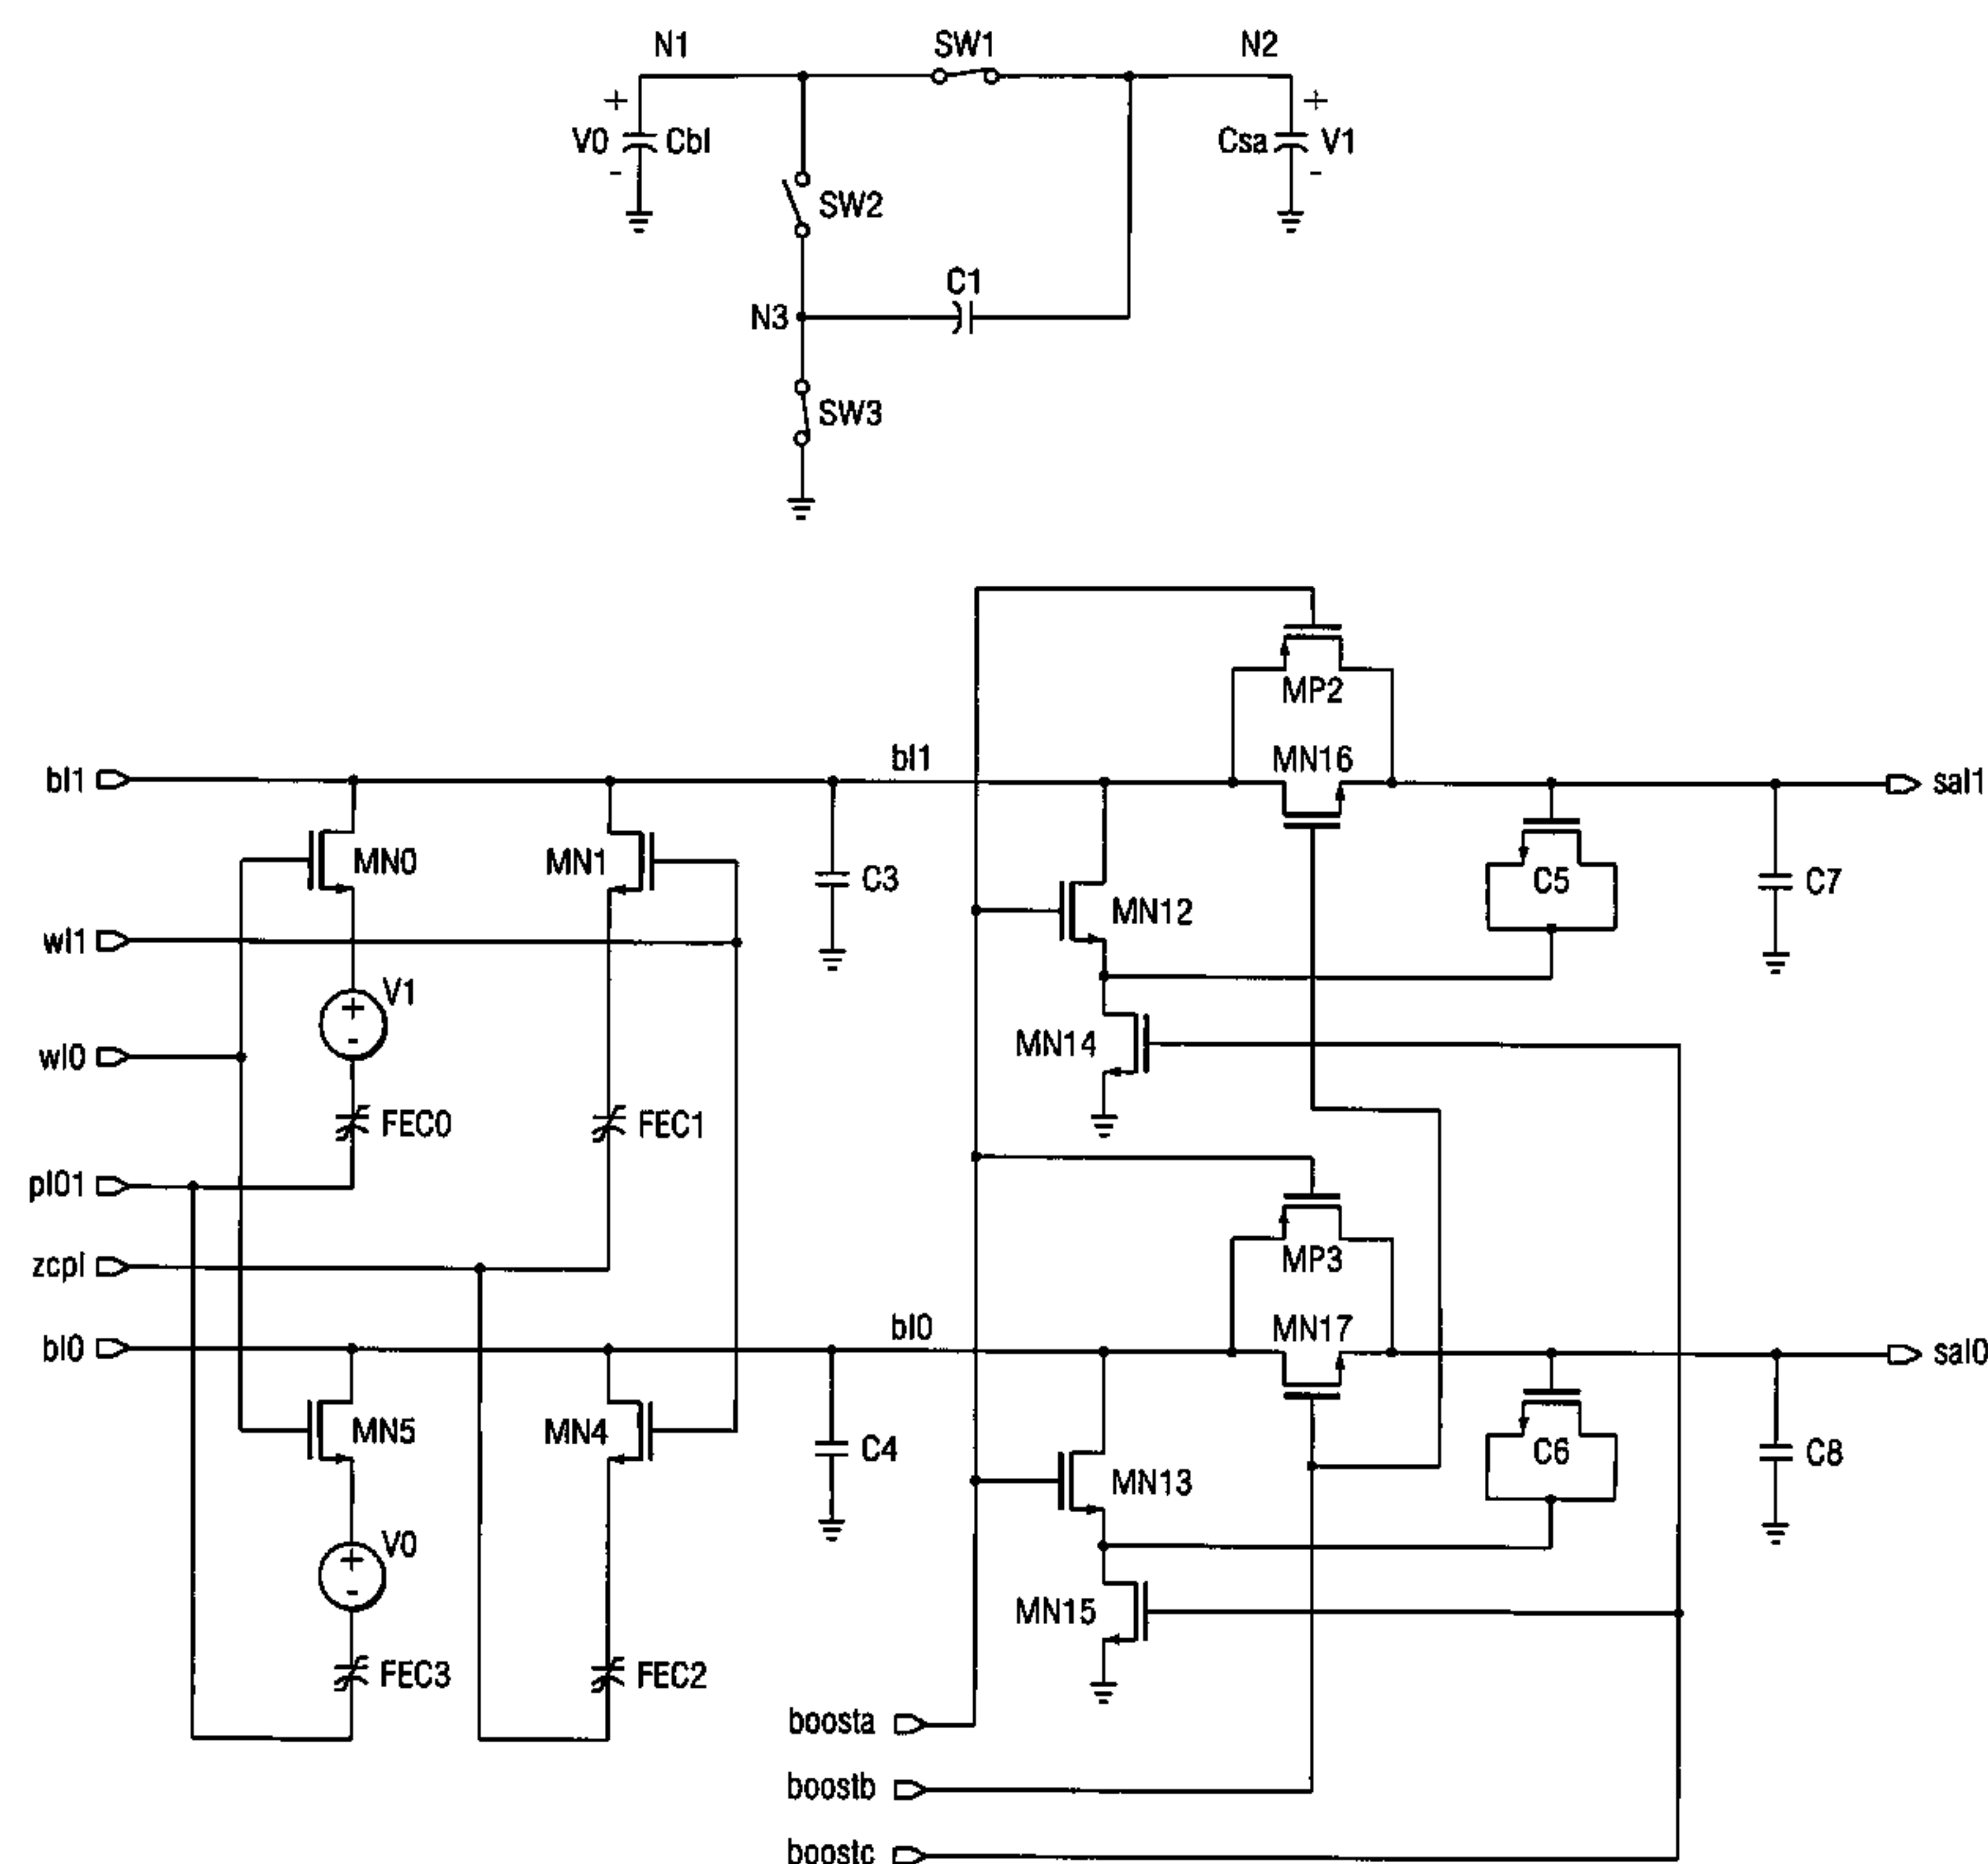 N1
SW1
N2
+
+
V0
Cbl
Csa
V1
-
-
SW2
C1
N3
SW3
MP2
bl1
MN16
bl1
sal1
MN0
MN1
C3
C5
C7
MN12
wl1
V1
+
-
MN14
wl0
FEC0
FEC1
pl01
MP3
zcpl
bl0
MN17
bl0
sal0
MN5
MN4
C4
C6
C8
MN13
V0
+
-
MN15
FEC3
FEC2
boosta
boostb
boostc